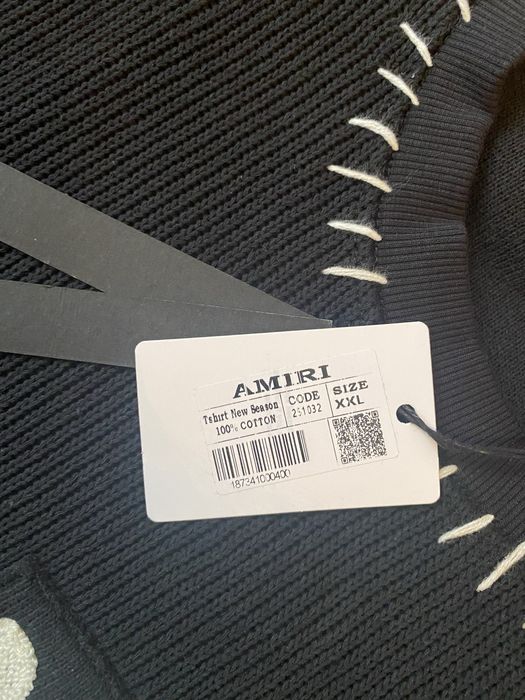 AMIRI
Tshirt New Season
100% COTTON
CODE
251032
SIZE
XXL
187341000400